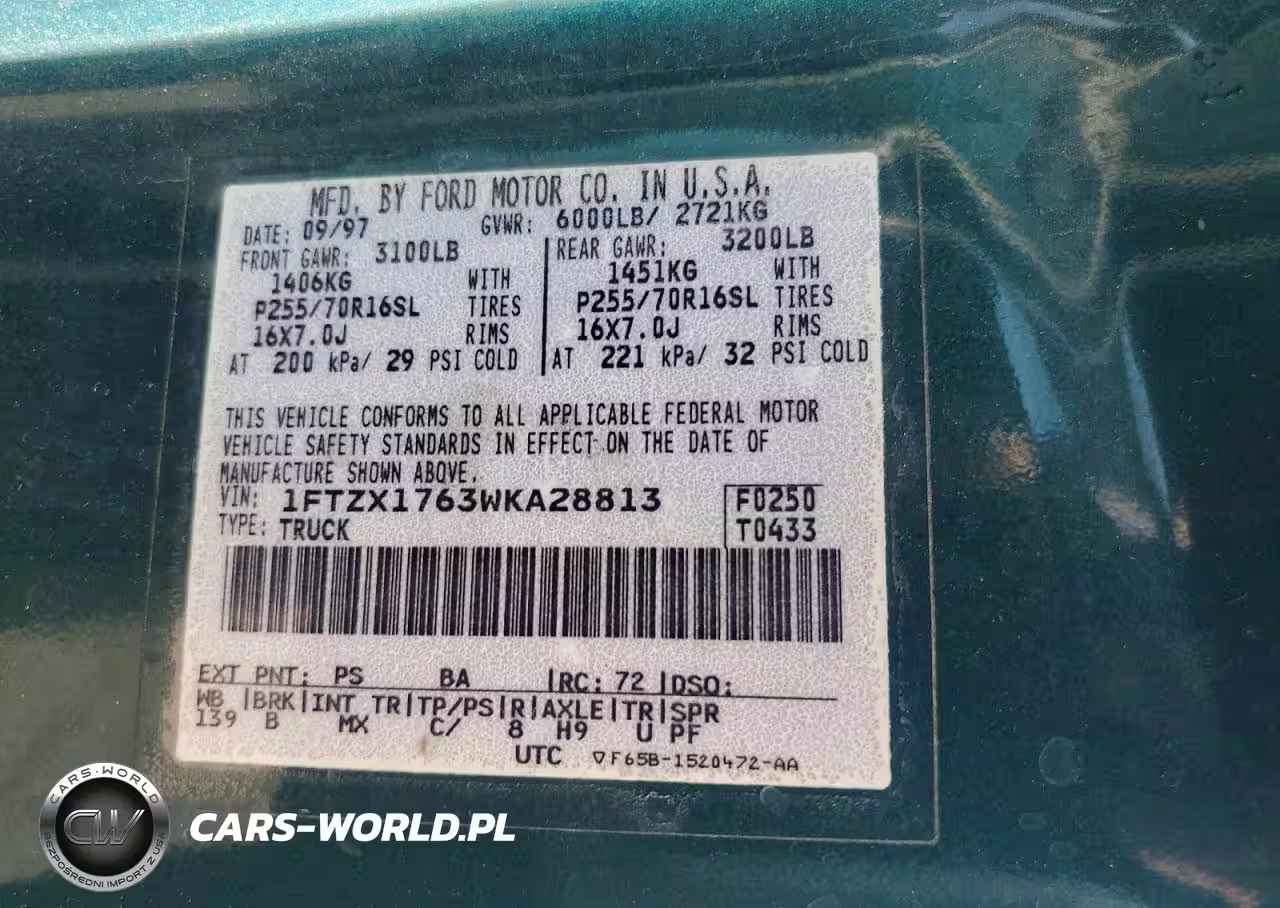 MFD. BY FORD MOTOR CO. IN U.S.A.
DATE: 09/97 GVWR: 6000LB/ 2721KG
FRONT GAWR: 3100LB REAR GAWR: 3200LB
1406KG WITH 1451KG WITH
P255/70R16SL TIRES P255/70R16SL TIRES
16X7.0J RIMS 16X7.0J RIMS
AT 200 kPa/ 29 PSI COLD AT 221 kPa/ 32 PSI COLD
THIS VEHICLE CONFORMS TO ALL APPLICABLE FEDERAL MOTOR
VEHICLE SAFETY STANDARDS IN EFFECT ON THE DATE OF
MANUFACTURE SHOWN ABOVE.
VIN: 1FTZX1763WKA28813 F0250
TYPE: TRUCK T0433
EXT PNT: PS BA |RC: 72 |DSO:
WB |BRK|INT TR|TP/PS|R|AXLE|TR|SPR
139 B MX C/ 8 H9 U PF
UTC ▽F65B-1520472-AA
CARS-WORLD
CW
BEZPOŚREDNI IMPORT Z USA
CARS-WORLD.PL